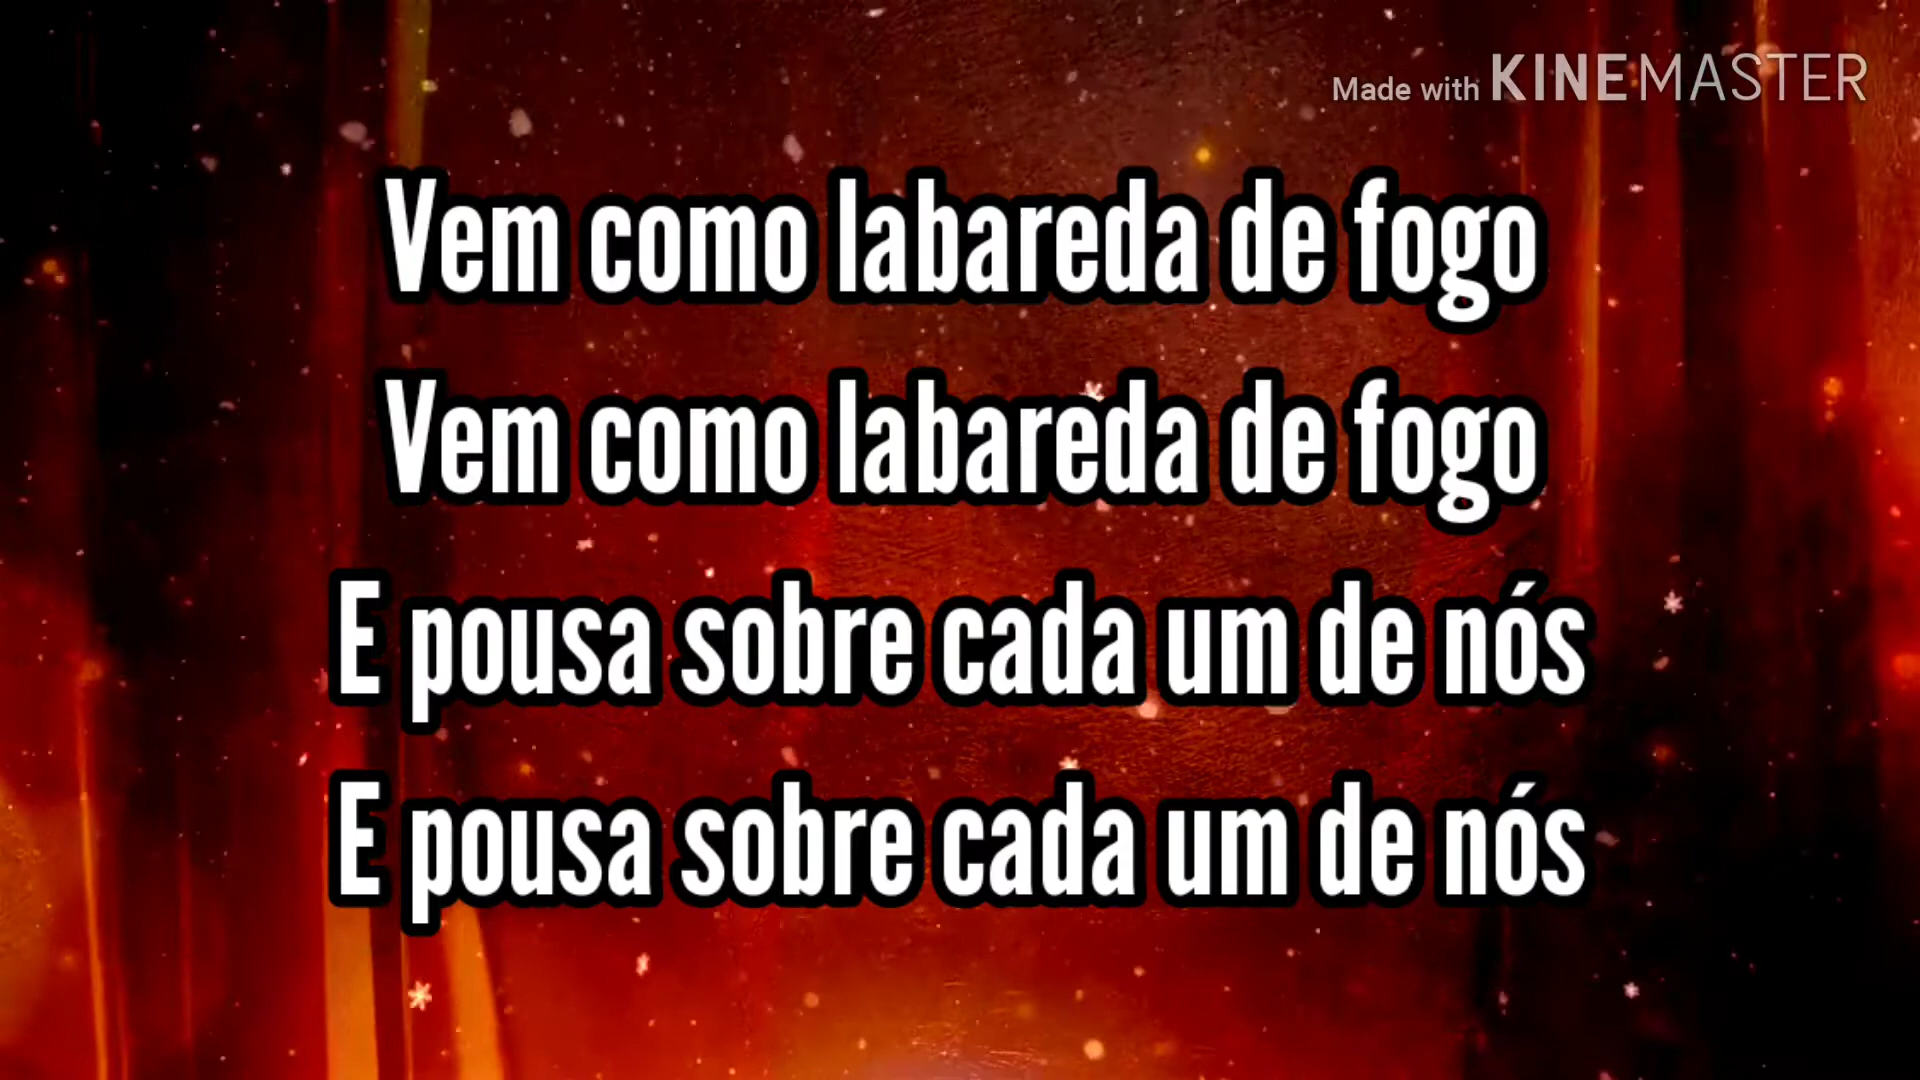 Made with KINEMASTER
Vem como labareda de fogo
Vem como labareda de fogo
E pousa sobre cada um de nós
E pousa sobre cada um de nós